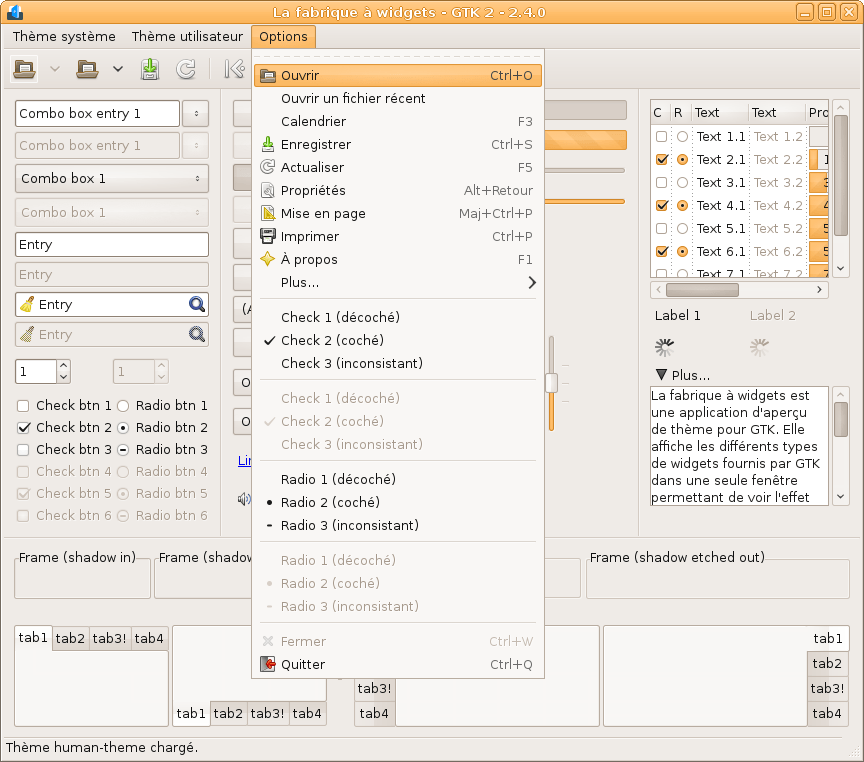 La fabrique à widgets - GTK 2 - 2.4.0
Thème système Thème utilisateur Options
Ouvrir Ctrl+O
Ouvrir un fichier récent
Calendrier F3
Enregistrer Ctrl+S
Actualiser F5
Propriétés Alt+Retour
Mise en page Maj+Ctrl+P
Imprimer Ctrl+P
À propos F1
Plus...
Check 1 (décoché)
Check 2 (coché)
Check 3 (inconsistant)
Check 1 (décoché)
Check 2 (coché)
Check 3 (inconsistant)
Radio 1 (décoché)
Radio 2 (coché)
Radio 3 (inconsistant)
Radio 1 (décoché)
Radio 2 (coché)
Radio 3 (inconsistant)
Fermer Ctrl+W
Quitter Ctrl+Q
Combo box entry 1
Combo box entry 1
Combo box 1
Combo box 1
Entry
Entry
Entry
Entry
1 1
Check btn 1 Radio btn 1
Check btn 2 Radio btn 2
Check btn 3 Radio btn 3
Check btn 4 Radio btn 4
Check btn 5 Radio btn 5
Check btn 6 Radio btn 6
C R Text Text Pro
Text 1.1 Text 1.2
Text 2.1 Text 2.2 1
Text 3.1 Text 3.2 3
Text 4.1 Text 4.2 4
Text 5.1 Text 5.2 5
Text 6.1 Text 6.2 5
Text 7.1 Text 7.2 7
Label 1 Label 2
Plus...
La fabrique à widgets est
une application d'aperçu
de thème pour GTK. Elle
affiche les différents types
de widgets fournis par GTK
dans une seule fenêtre
permettant de voir l'effet
Frame (shadow in) Frame (shadow Frame (shadow etched out)
tab1 tab2 tab3! tab4
tab1 tab2 tab3! tab4
tab3!
tab4
tab1
tab2
tab3!
tab4
Thème human-theme chargé.